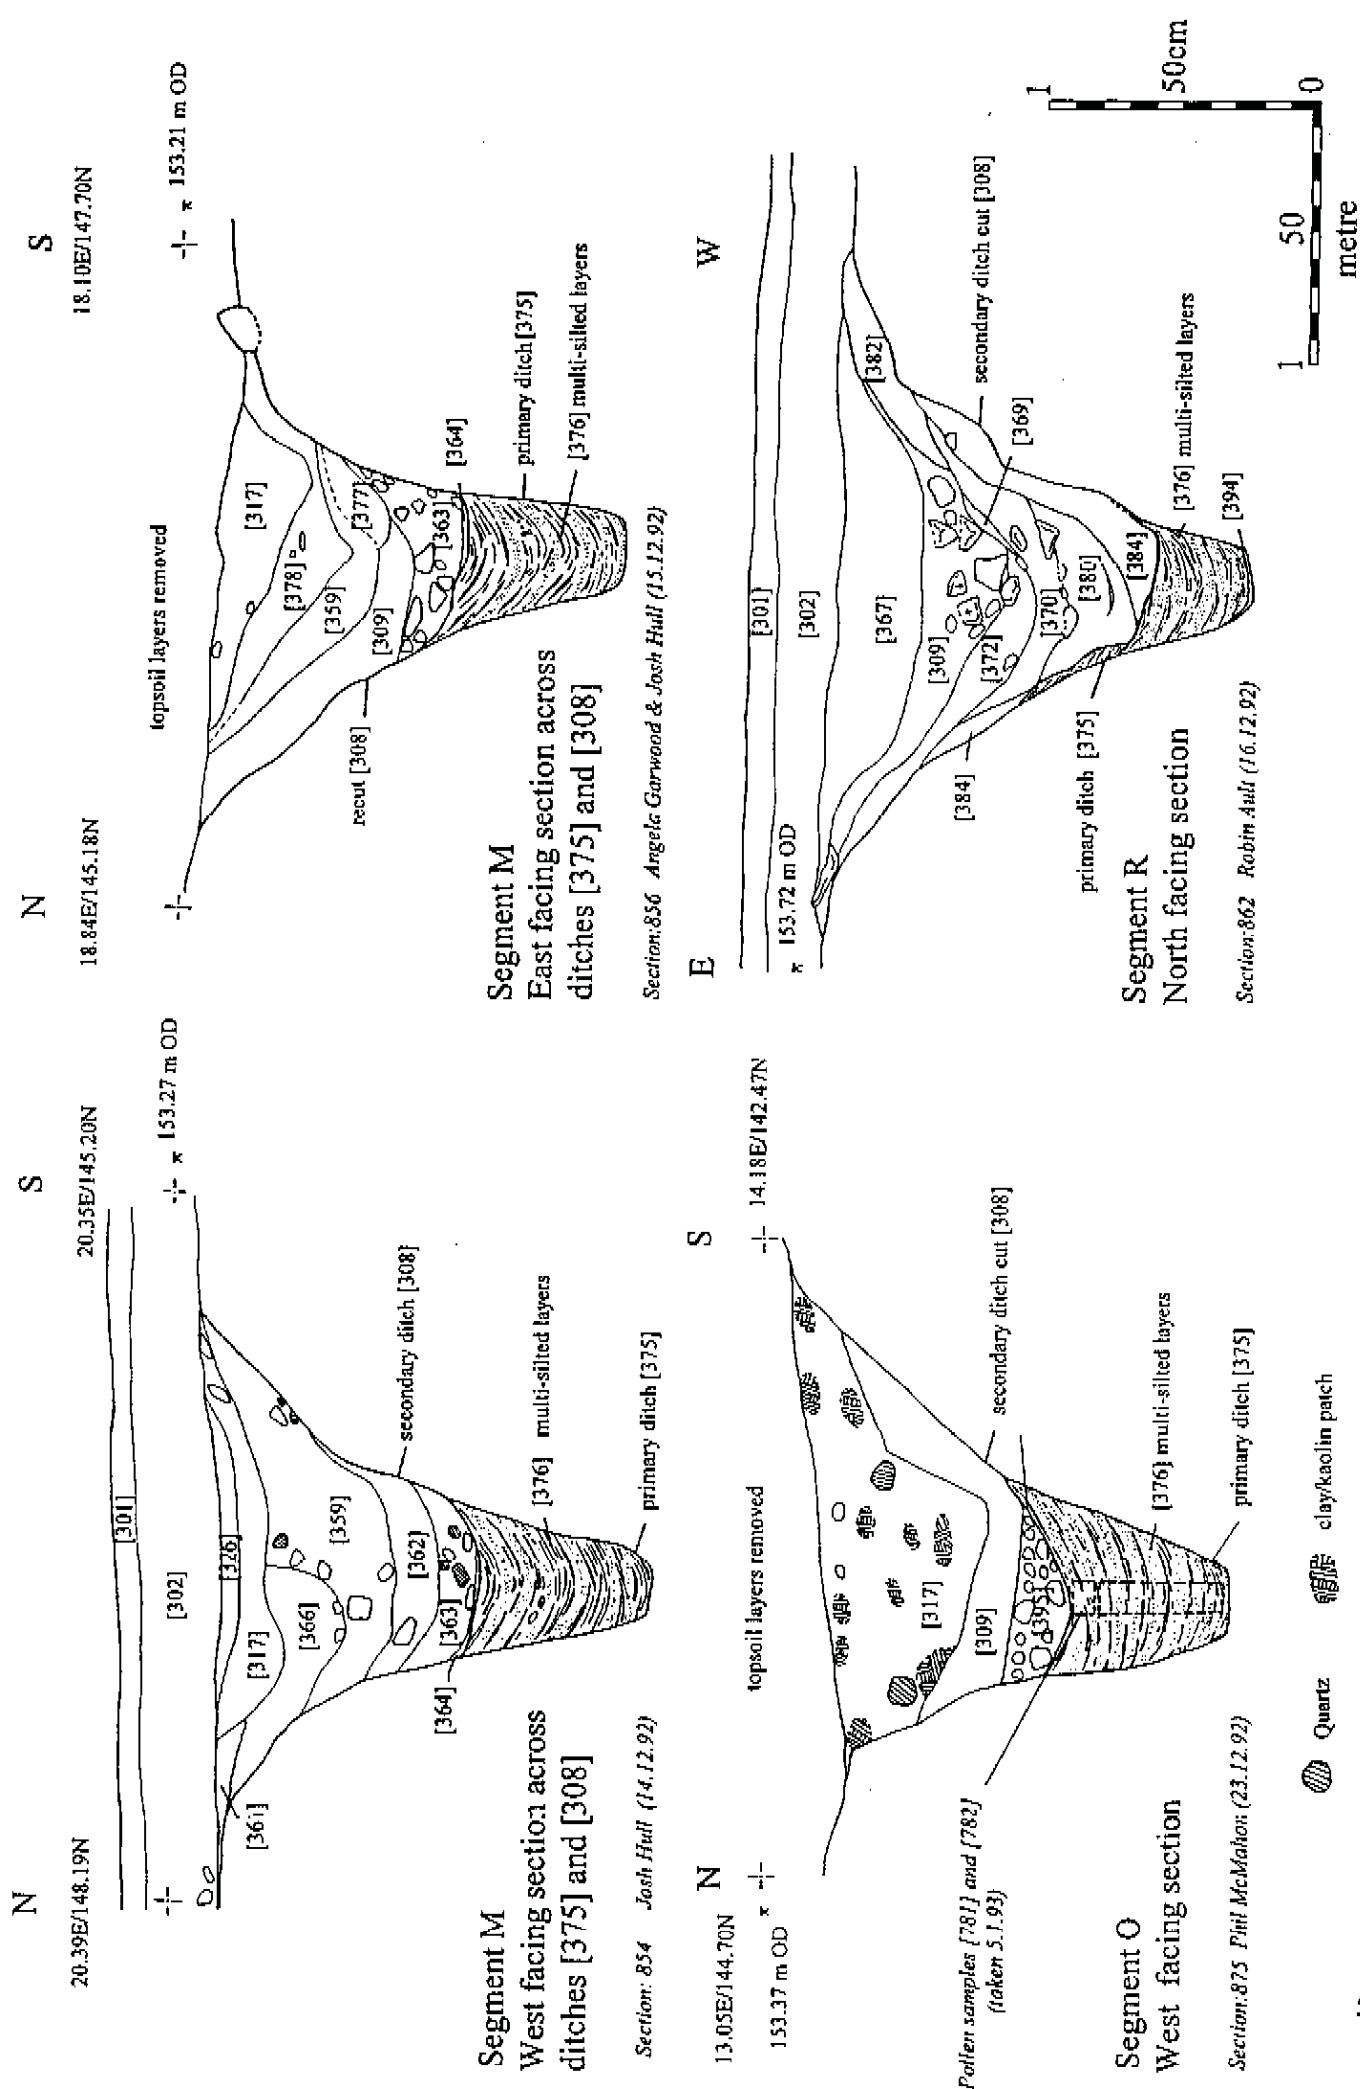 N
S
20.39E/148.19N
20.35E/145.20N
153.27 m OD
[301]
[302]
[326]
[317]
[361]
[366]
[359]
[362]
[363]
[364]
secondary ditch [308]
[376] multi-silted layers
primary ditch [375]
Segment M
West facing section across
ditches [375] and [308]
Section: 854 Josh Hull (14.12.92)
N
S
18.84E/145.18N
18.10E/147.70N
153.21 m OD
topsoil layers removed
[317]
[378]
[359]
[377]
[309]
[363]
[364]
recut [308]
primary ditch [375]
[376] multi-silted layers
Segment M
East facing section across
ditches [375] and [308]
Section:856 Angela Garwood & Josh Hull (15.12.92)
N
S
13.05E/144.70N
14.18E/142.47N
153.37 m OD
topsoil layers removed
[317]
[309]
[395]
secondary ditch cut [308]
Pollen samples [781] and [782]
(taken 5.1.93)
[376] multi-silted layers
primary ditch [375]
Segment O
West facing section
Section:875 Phil McMahon (23.12.92)
Quartz
clay/kaolin patch
E
W
153.72 m OD
[301]
[302]
[367]
[382]
[309]
[372]
[369]
[370]
[380]
[384]
[384]
secondary ditch cut [308]
primary ditch [375]
[376] multi-silted layers
[394]
Segment R
North facing section
Section:862 Robin Ault (16.12.92)
1
50cm
0
1
50
metre